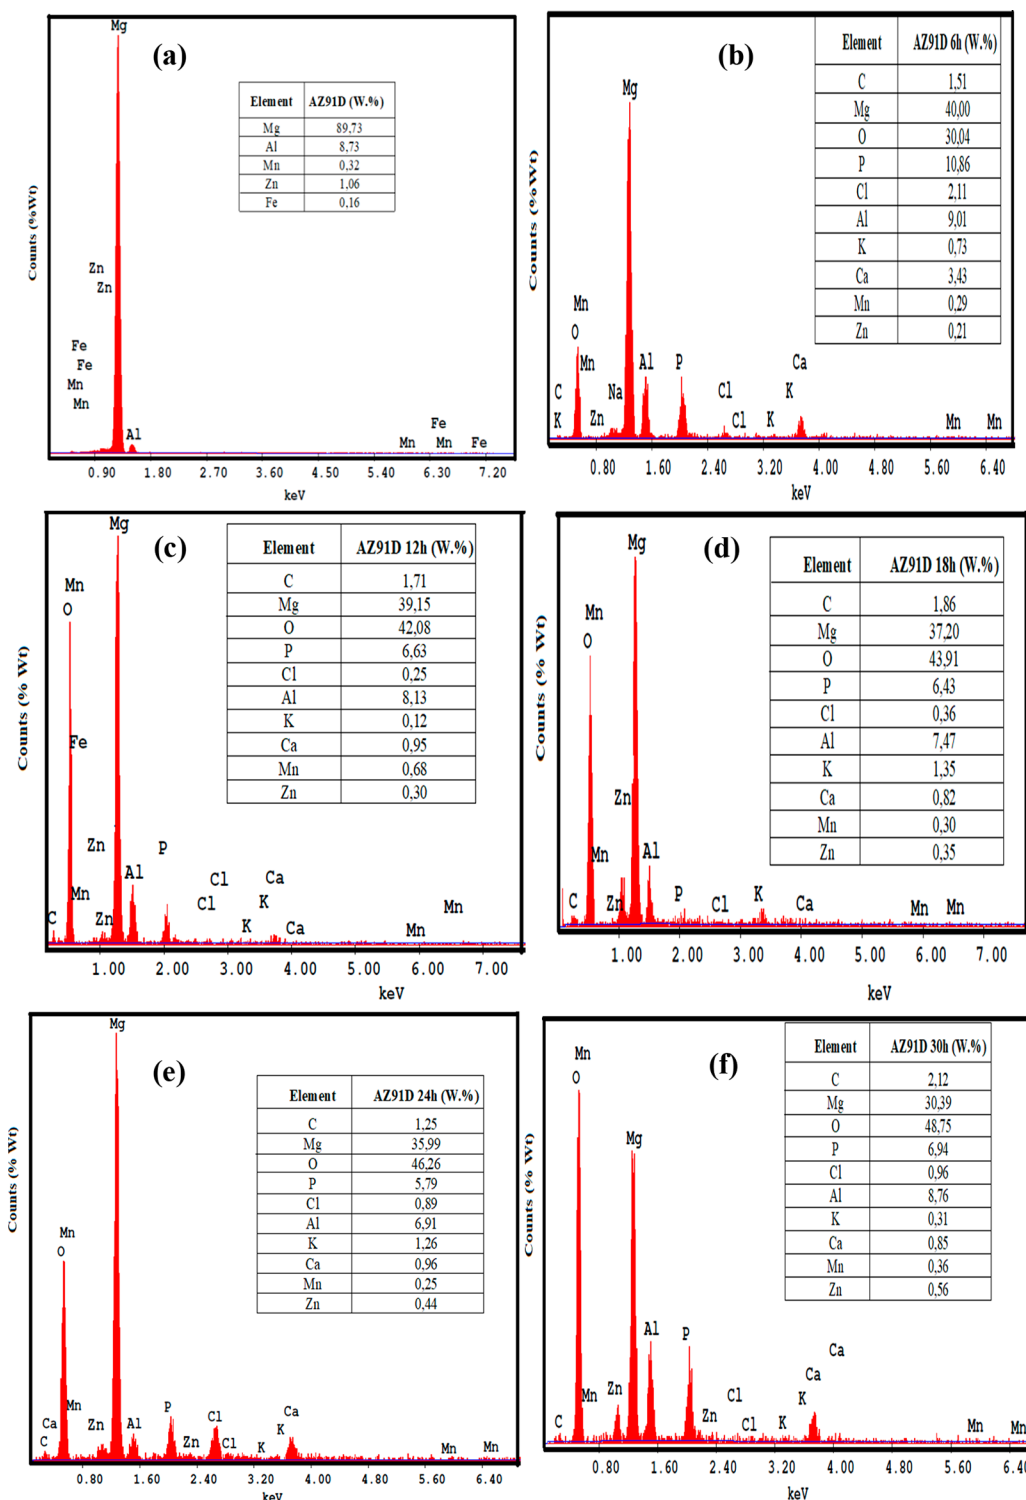 (a)
Mg
Element AZ91D (W.%)
Mg 89,73
Al 8,73
Mn 0,32
Zn 1,06
Fe 0,16
Zn
Zn
Fe
Fe
Mn
Mn
Al
Fe
Mn Mn Fe
0.90 1.80 2.70 3.60 4.50 5.40 6.30 7.20
keV
Counts (%Wt)
(b)
Mg
Element AZ91D 6h (W.%)
C 1,51
Mg 40,00
O 30,04
P 10,86
Cl 2,11
Al 9,01
K 0,73
Ca 3,43
Mn 0,29
Zn 0,21
Mn
O
Mn
C
K
Zn
Na
Al
P
Cl
Cl
K
K
Ca
Mn Mn
0.80 1.60 2.40 3.20 4.00 4.80 5.60 6.40
keV
Counts (%Wt)
(c)
Mg
Element AZ91D 12h (W.%)
C 1,71
Mg 39,15
O 42,08
P 6,63
Cl 0,25
Al 8,13
K 0,12
Ca 0,95
Mn 0,68
Zn 0,30
Mn
O
Fe
Zn
Mn
C
Zn
Al
P
Cl
Cl
K
K
Ca
Ca
Mn
Mn
1.00 2.00 3.00 4.00 5.00 6.00 7.00
keV
Counts (% Wt)
(d)
Mg
Element AZ91D 18h (W.%)
C 1,86
Mg 37,20
O 43,91
P 6,43
Cl 0,36
Al 7,47
K 1,35
Ca 0,82
Mn 0,30
Zn 0,35
Mn
O
Zn
Mn
C
Zn
Al
P
Cl
K
Ca
Mn Mn
1.00 2.00 3.00 4.00 5.00 6.00 7.00
keV
Counts (% Wt)
(e)
Mg
Element AZ91D 24h (W.%)
C 1,25
Mg 35,99
O 46,26
P 5,79
Cl 0,89
Al 6,91
K 1,26
Ca 0,96
Mn 0,25
Zn 0,44
Mn
O
Ca
Mn
C
Zn
Al
P
Zn
Cl
Cl
K
K
Ca
Mn Mn
0.80 1.60 2.40 3.20 4.00 4.80 5.60 6.40
keV
Counts (% Wt)
(f)
Mn
O
Element AZ91D 30h (W.%)
C 2,12
Mg 30,39
O 48,75
P 6,94
Cl 0,96
Al 8,76
K 0,31
Ca 0,85
Mn 0,36
Zn 0,56
Mg
Zn
Mn
C
Al
P
Zn
Cl
Cl
K
K
Ca
Ca
Mn Mn
0.80 1.60 2.40 3.20 4.00 4.80 5.60 6.40
keV
Counts (% Wt)